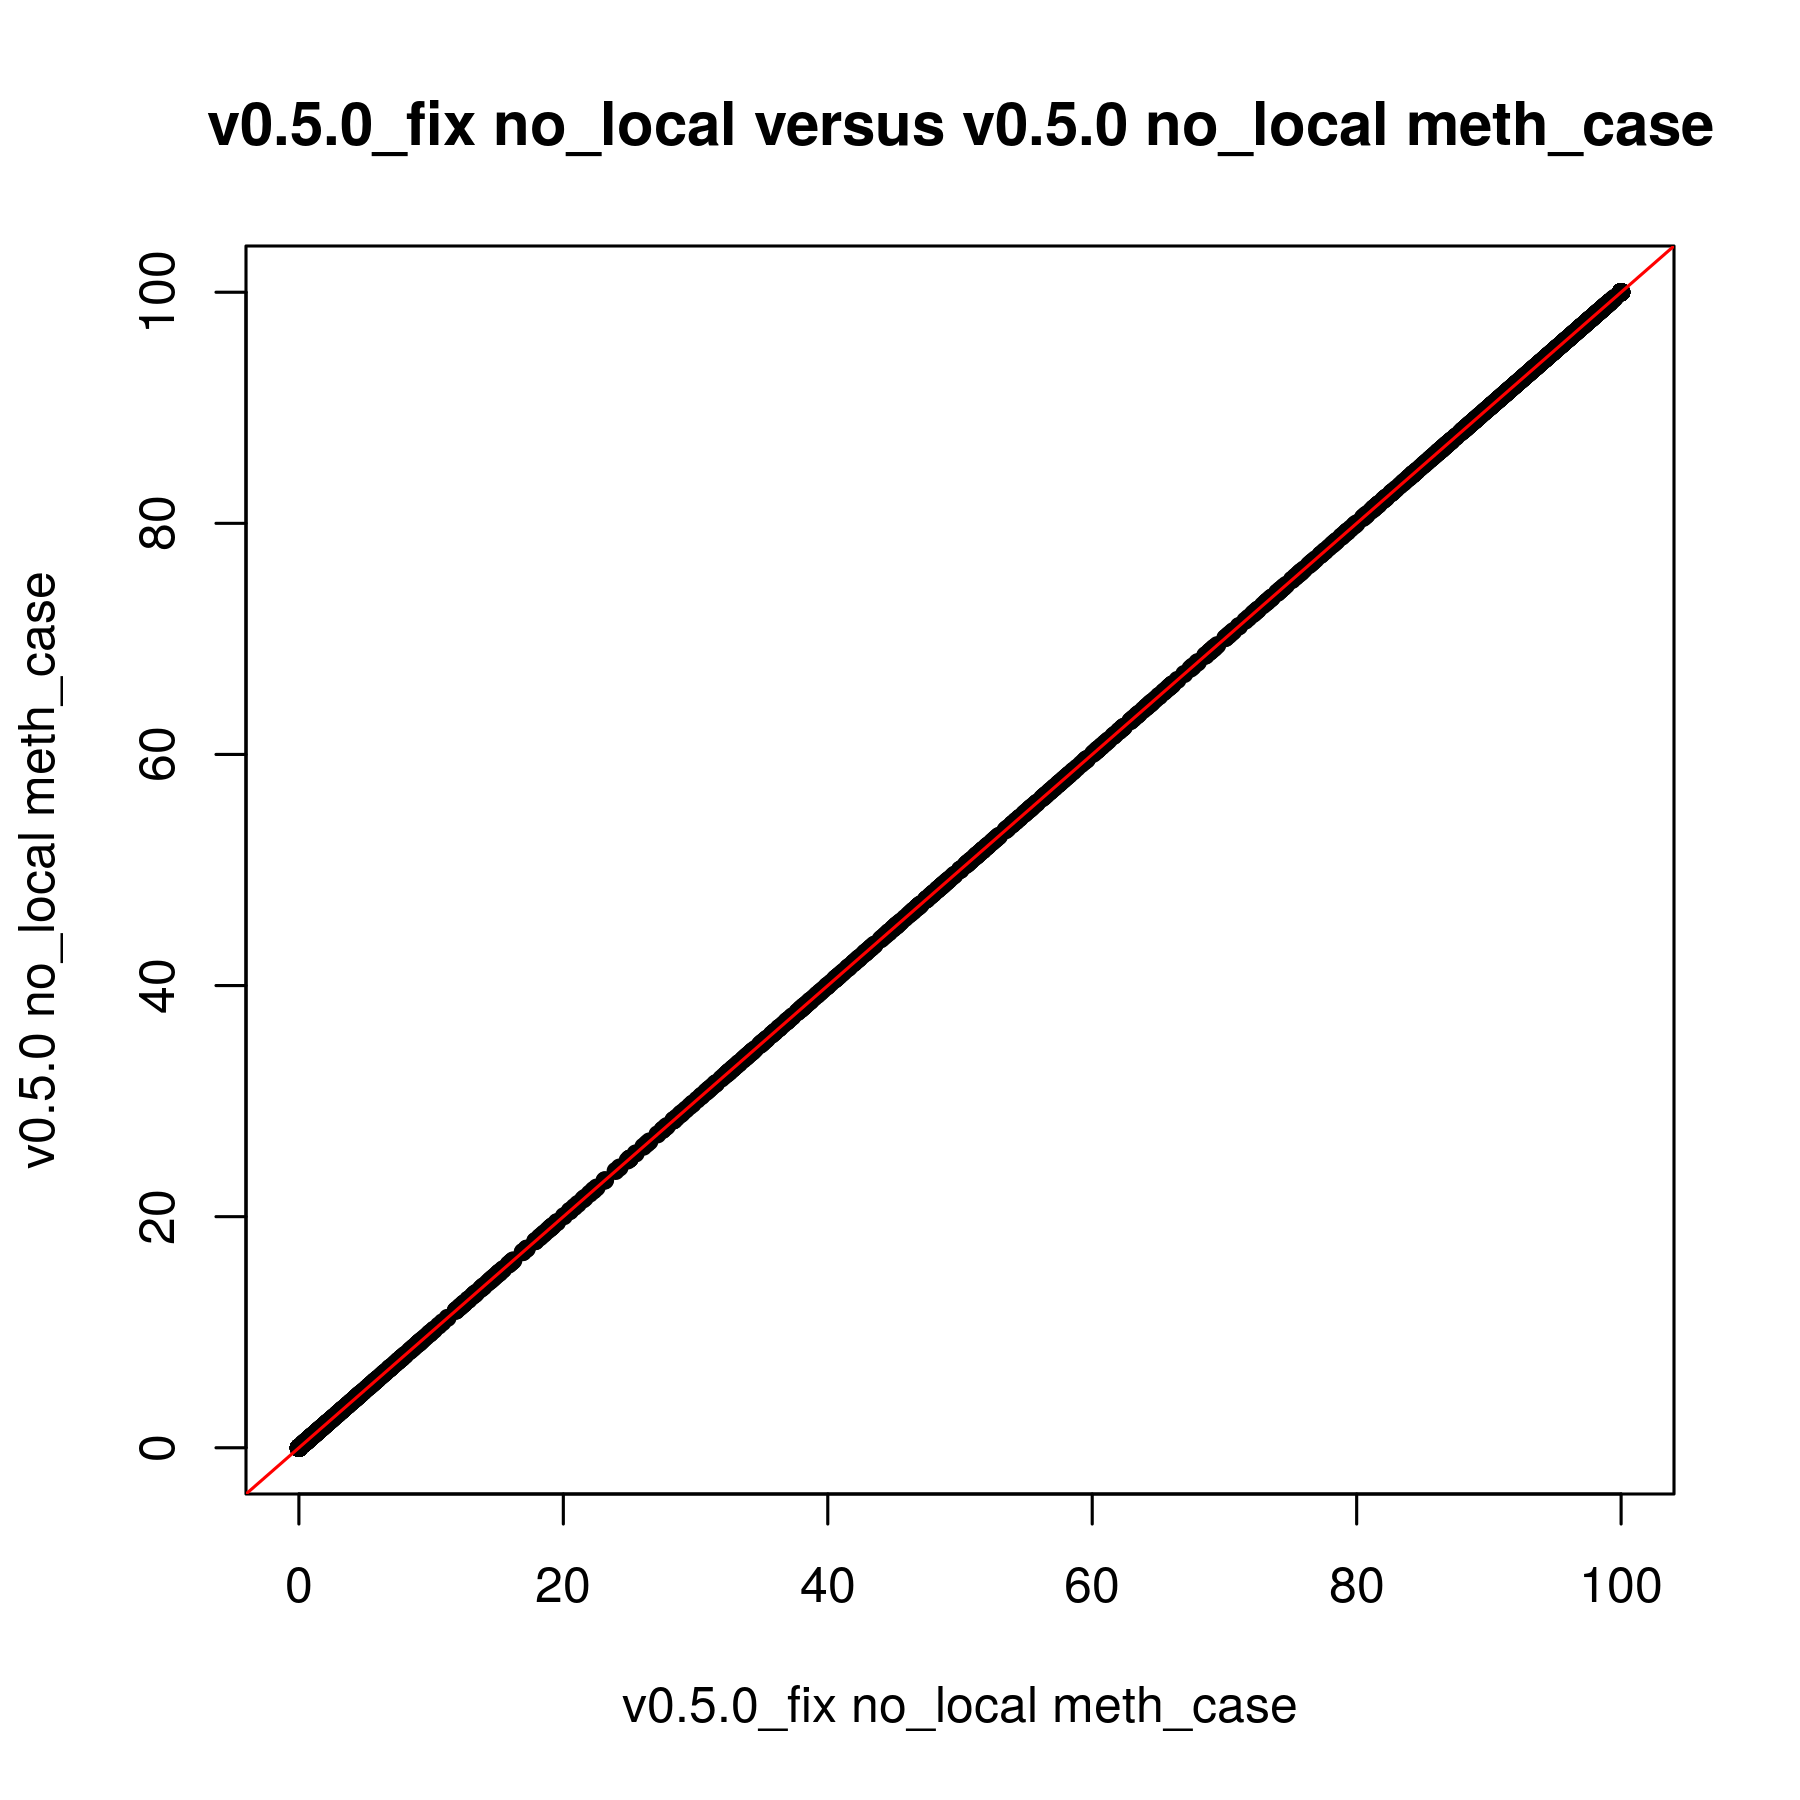 v0.5.0_fix no_local versus v0.5.0 no_local meth_case
v0.5.0 no_local meth_case
100
80
60
40
20
0
0 20 40 60 80 100
v0.5.0_fix no_local meth_case